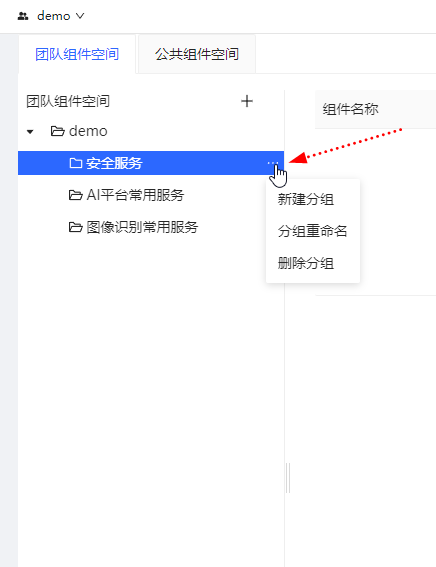 demo
团队组件空间
公共组件空间
团队组件空间
组件名称
demo
安全服务
AI平台常用服务
图像识别常用服务
新建分组
分组重命名
删除分组